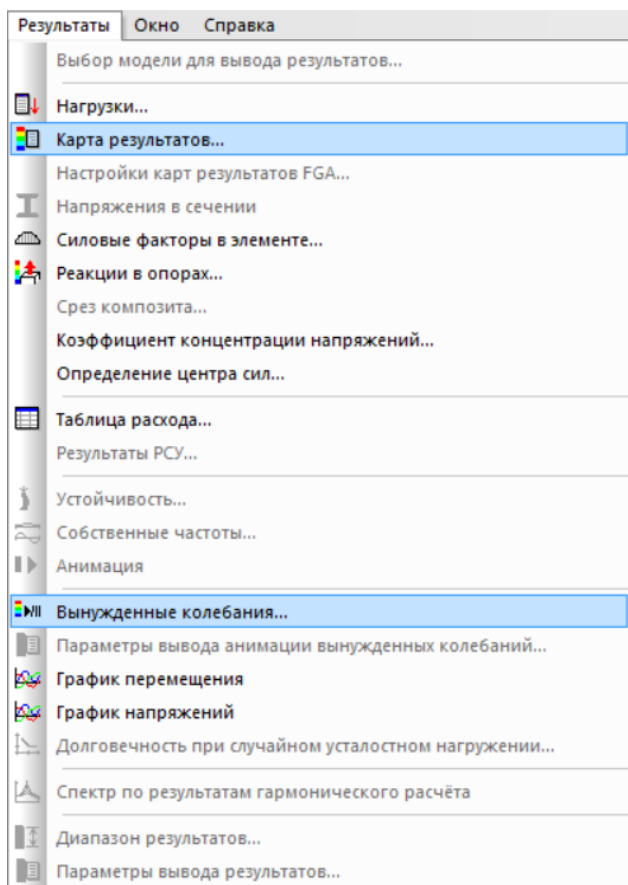 Результаты Окно Справка
Выбор модели для вывода результатов...
Нагрузки...
Карта результатов...
Настройки карт результатов FGA...
Напряжения в сечении
Силовые факторы в элементе...
Реакции в опорах...
Срез композита...
Коэффициент концентрации напряжений...
Определение центра сил...
Таблица расхода...
Результаты РСУ...
Устойчивость...
Собственные частоты...
Анимация
Вынужденные колебания...
Параметры вывода анимации вынужденных колебаний...
График перемещения
График напряжений
Долговечность при случайном усталостном нагружении...
Спектр по результатам гармонического расчёта
Диапазон результатов...
Параметры вывода результатов...